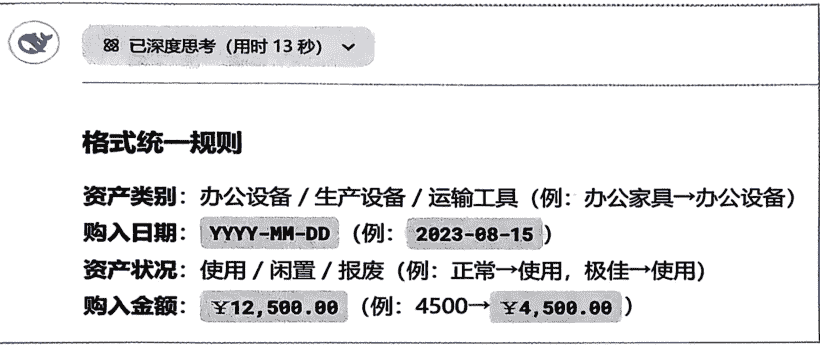 已深度思考（用时 13 秒）
格式统一规则
资产类别：办公设备 / 生产设备 / 运输工具（例：办公家具→办公设备）
购入日期： YYYY-MM-DD （例： 2023-08-15 ）
资产状况：使用 / 闲置 / 报废（例：正常→使用，极佳→使用）
购入金额： ¥12,500.00 （例：4500→ ¥4,500.00 ）